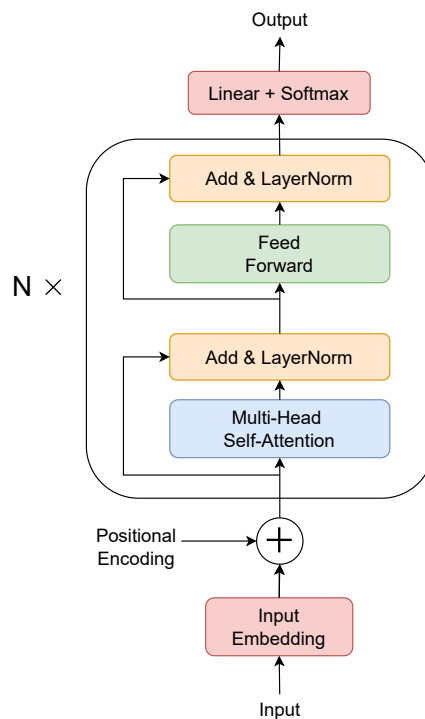 Output
Linear + Softmax
Add & LayerNorm
Feed
Forward
N ×
Add & LayerNorm
Multi-Head
Self-Attention
Positional
Encoding
+
Input
Embedding
Input